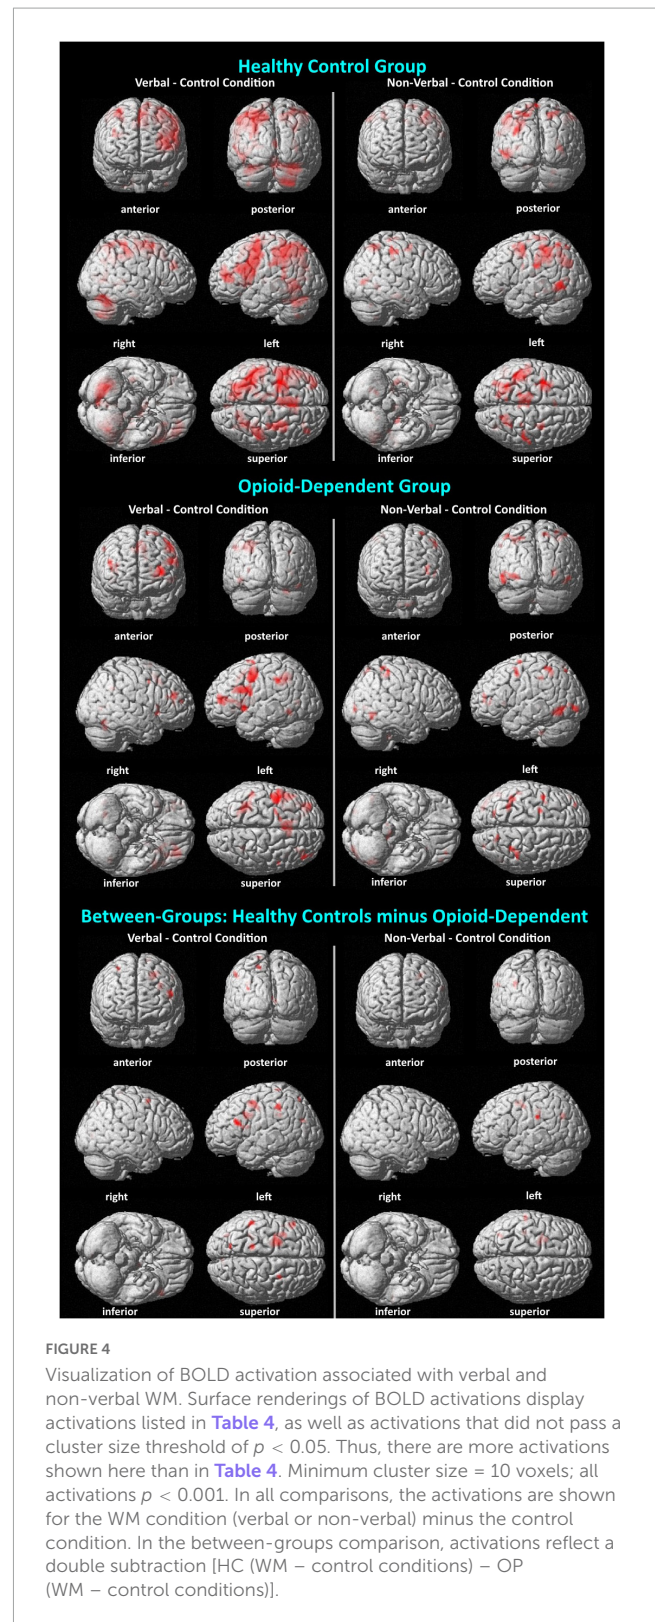 Healthy Control Group
Verbal - Control Condition
Non-Verbal - Control Condition
anterior
posterior
anterior
posterior
right
left
right
left
inferior
superior
inferior
superior
Opioid-Dependent Group
Verbal - Control Condition
Non-Verbal - Control Condition
anterior
posterior
anterior
posterior
right
left
right
left
inferior
superior
inferior
superior
Between-Groups: Healthy Controls minus Opioid-Dependent
Verbal - Control Condition
Non-Verbal - Control Condition
anterior
posterior
anterior
posterior
right
left
right
left
inferior
superior
inferior
superior
FIGURE 4
Visualization of BOLD activation associated with verbal and
non-verbal WM. Surface renderings of BOLD activations display
activations listed in Table 4, as well as activations that did not pass a
cluster size threshold of p < 0.05. Thus, there are more activations
shown here than in Table 4. Minimum cluster size = 10 voxels; all
activations p < 0.001. In all comparisons, the activations are shown
for the WM condition (verbal or non-verbal) minus the control
condition. In the between-groups comparison, activations reflect a
double subtraction [HC (WM – control conditions) – OP
(WM – control conditions)].